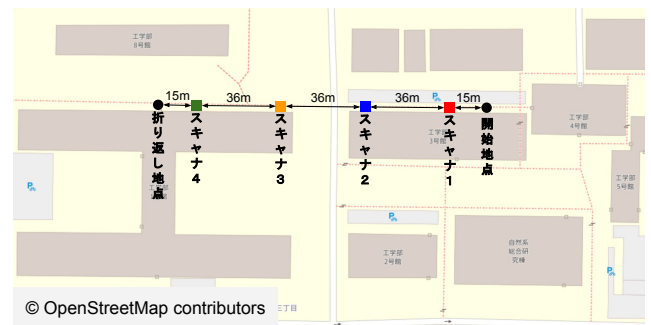 工学部
8号館
15m
36m
36m
36m
15m
折り返し地点
スキャナ4
スキャナ3
スキャナ2
スキャナ1
開始地点
工学部
3号館
工学部
4号館
工学部
5号館
工学部
2号館
自然系
総合研
究棟
P
P
P
P
三丁目
© OpenStreetMap contributors